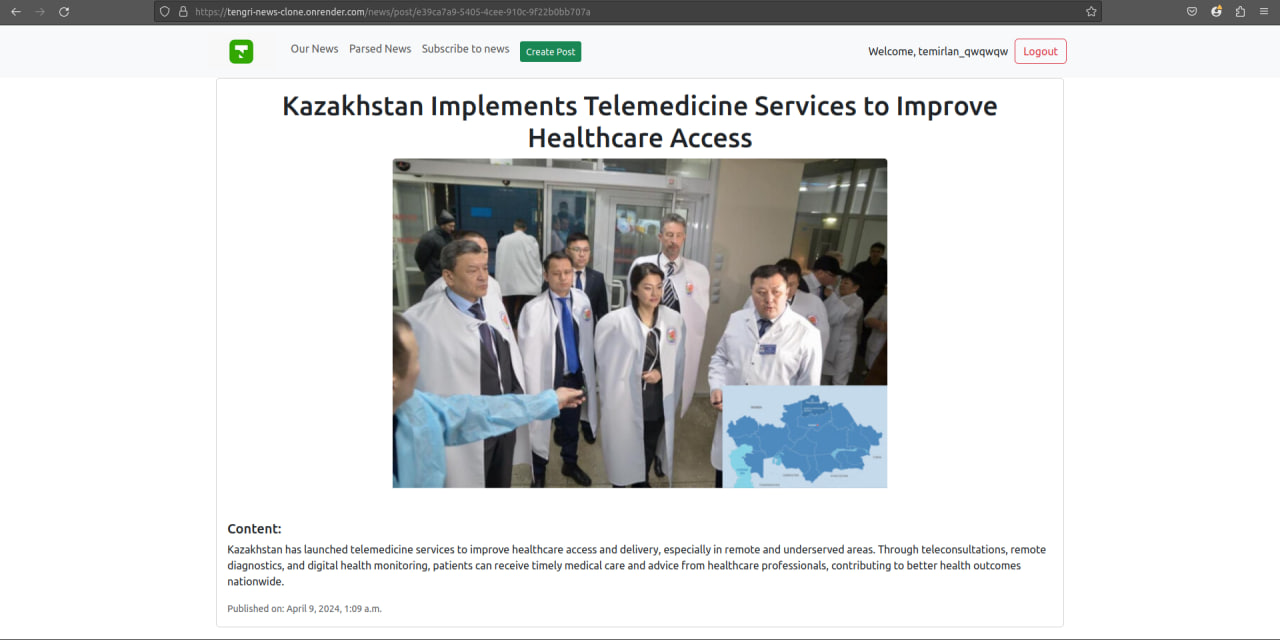 https://tengri-news-clone.onrender.com/news/post/e39ca7a9-5405-4cee-910c-9f22b0bb707a
Our News
Parsed News
Subscribe to news
Create Post
Welcome, temirlan_qwqwqw
Logout
Kazakhstan Implements Telemedicine Services to Improve
Healthcare Access
Content:
Kazakhstan has launched telemedicine services to improve healthcare access and delivery, especially in remote and underserved areas. Through teleconsultations, remote
diagnostics, and digital health monitoring, patients can receive timely medical care and advice from healthcare professionals, contributing to better health outcomes
nationwide.
Published on: April 9, 2024, 1:09 a.m.